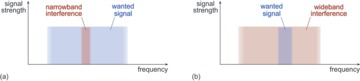 signal
strength
narrowband
interference
wanted
signal
frequency
(a)
signal
strength
wanted
signal
wideband
interference
frequency
(b)